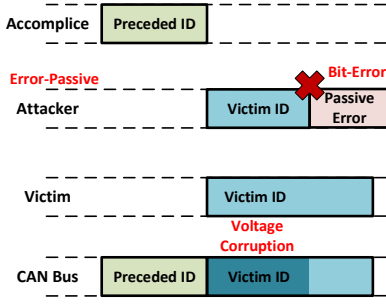 Accomplice Preceded ID
Error-Passive Bit-Error
Attacker Victim ID Passive
Error
Victim Victim ID
Voltage
Corruption
CAN Bus Preceded ID Victim ID